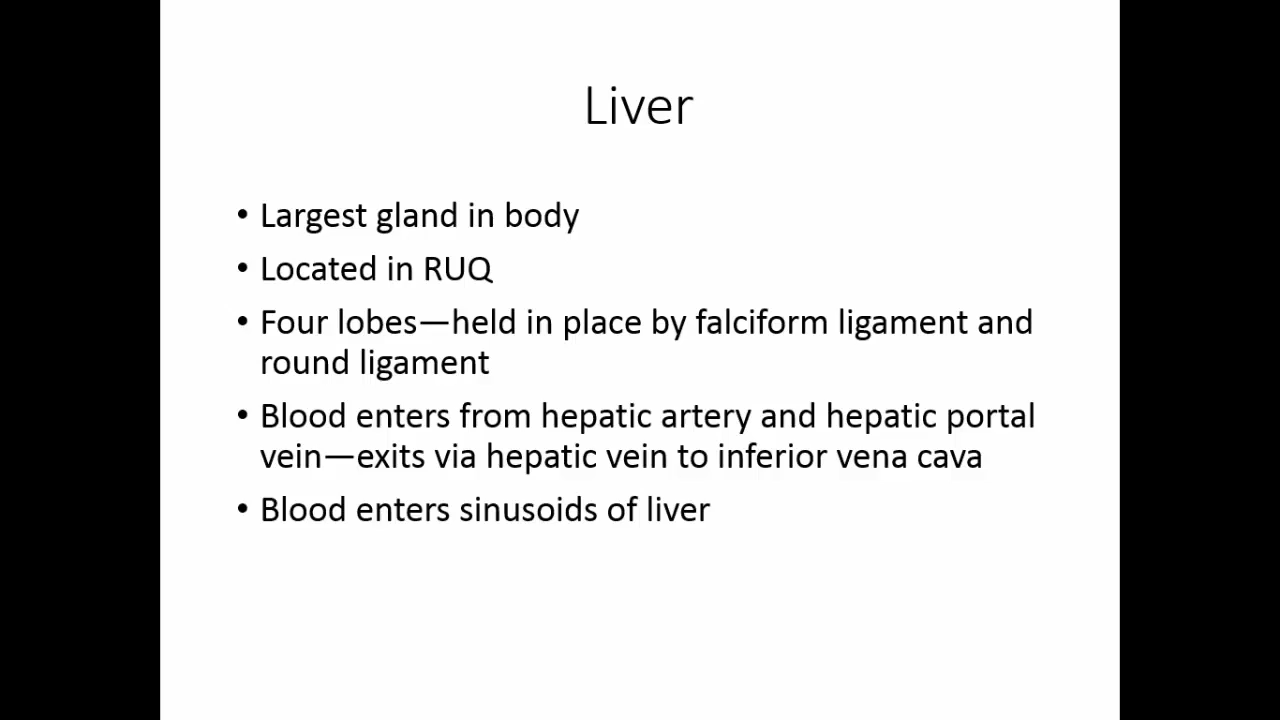 Liver
• Largest gland in body
• Located in RUQ
• Four lobes—held in place by falciform ligament and
round ligament
• Blood enters from hepatic artery and hepatic portal
vein—exits via hepatic vein to inferior vena cava
• Blood enters sinusoids of liver